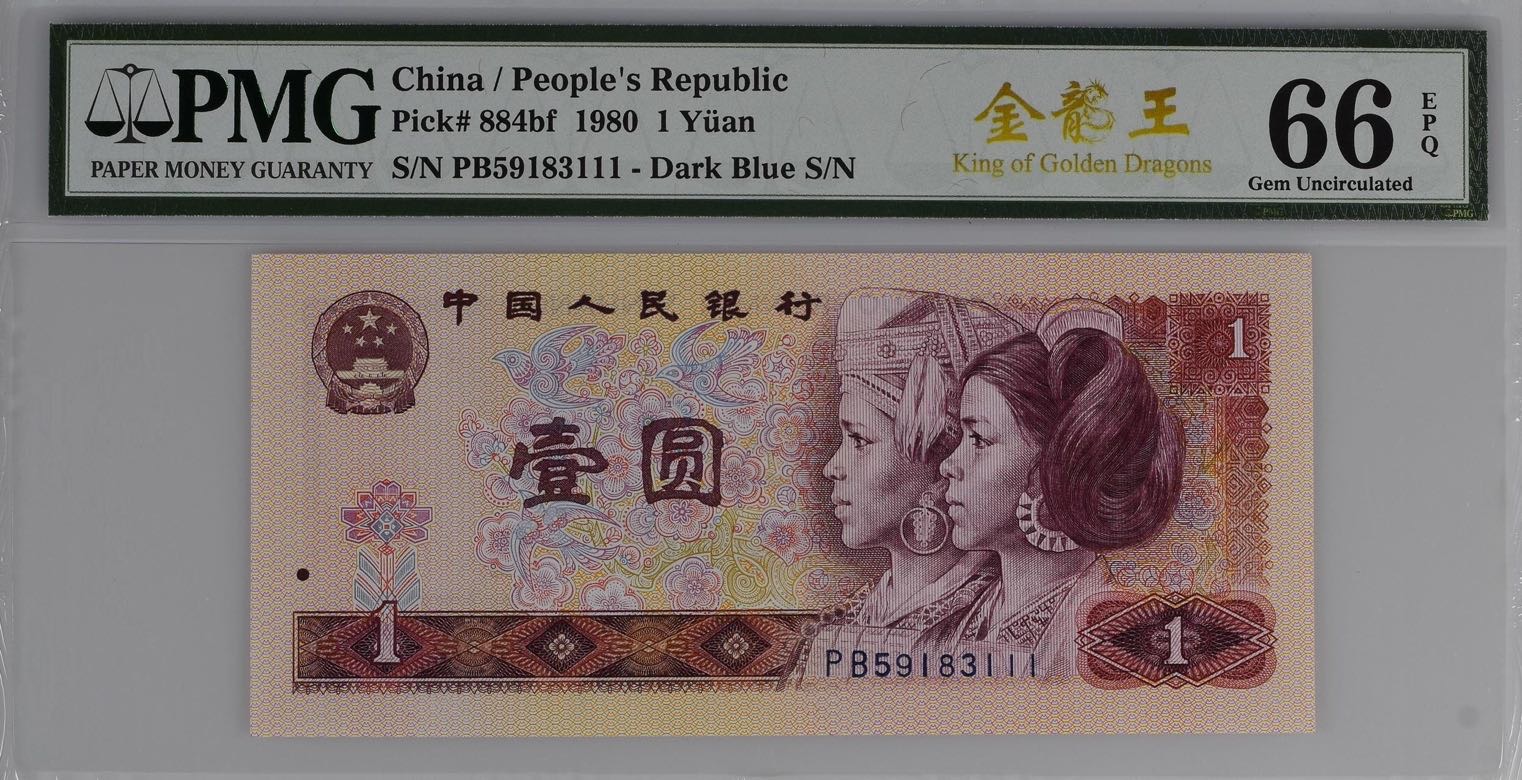 PMG
PAPER MONEY GUARANTY
China / People's Republic
Pick# 884bf 1980 1 Yüan
S/N PB59183111 - Dark Blue S/N
金龍王
King of Golden Dragons
66
EPQ
Gem Uncirculated
PMG
PMG
中国人民银行
1
壹圆
1
PB59183111
1